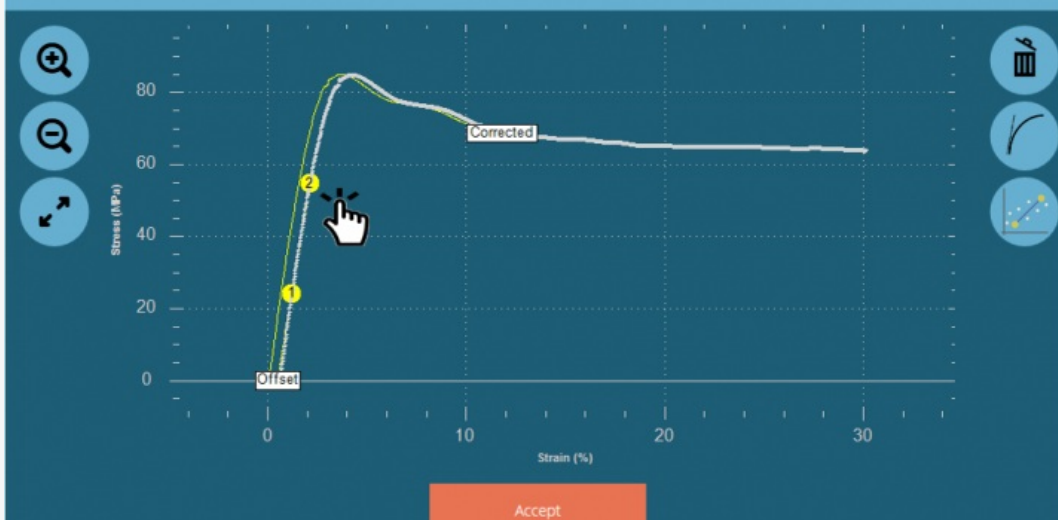 80
Corrected
60
2
Stress (MPa)
40
1
20
0
Offset
0 10 20 30
Strain (%)
Accept